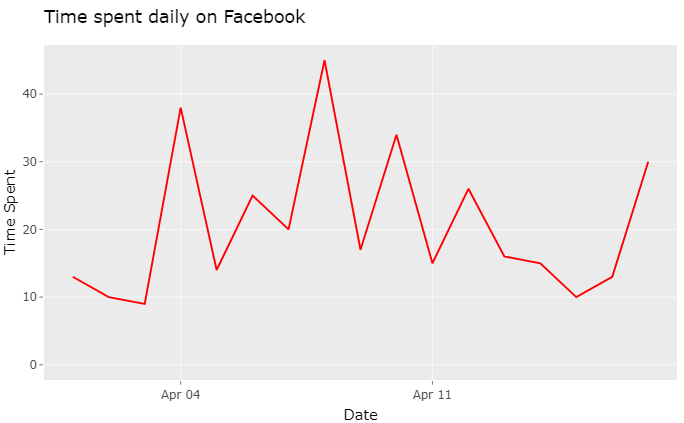 Time spent daily on Facebook
Time Spent
40
30
20
10
0
Apr 04
Apr 11
Date